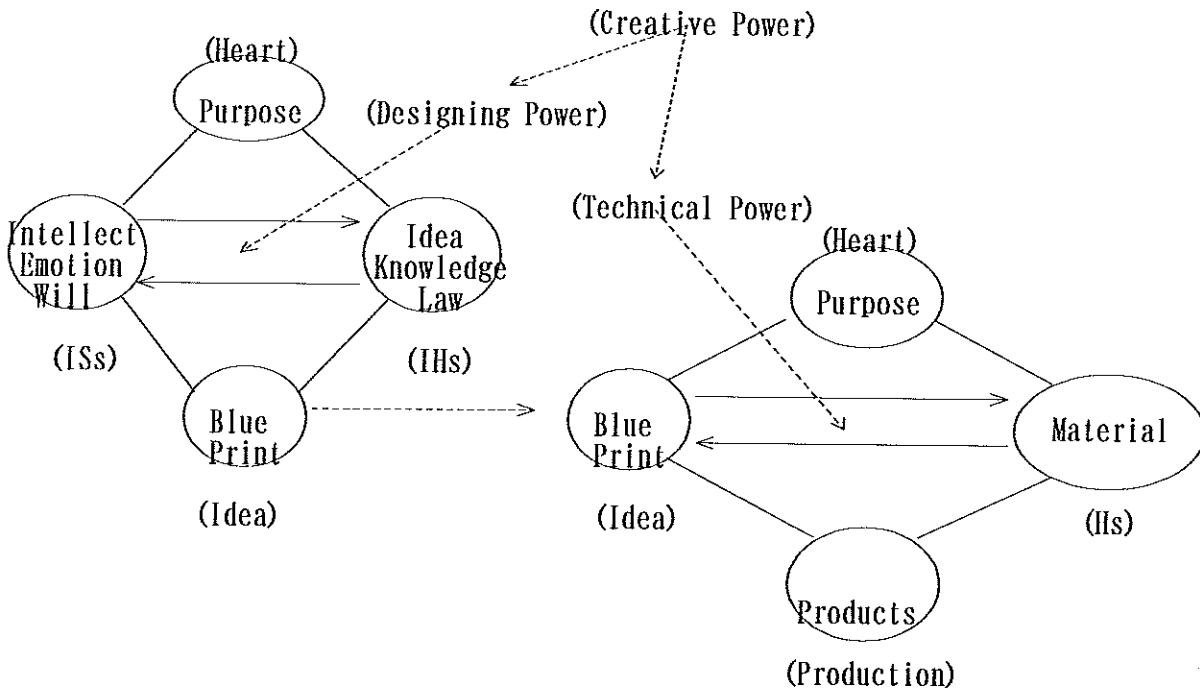 (Creative Power)
(Heart)
Purpose
(Designing Power)
(Technical Power)
Intellect
Emotion
Will
Idea
Knowledge
Law
(ISs)
(IHs)
(Heart)
Purpose
Blue
Print
(Idea)
Blue
Print
(Idea)
Material
(Hs)
Products
(Production)